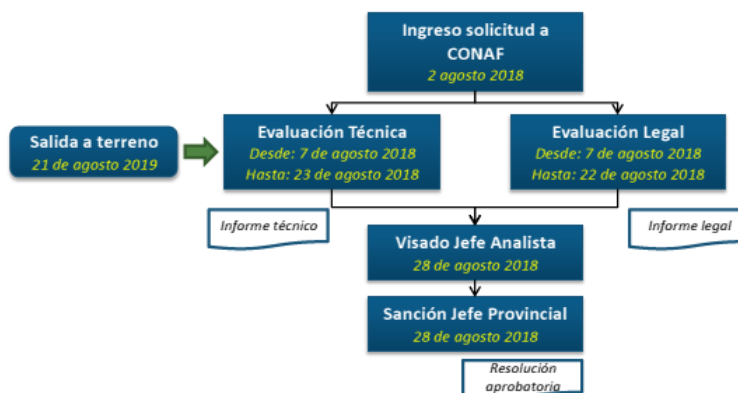 Ingreso solicitud a
CONAF
2 agosto 2018
Salida a terreno
21 de agosto 2019
Evaluación Técnica
Desde: 7 de agosto 2018
Hasta: 23 de agosto 2018
Evaluación Legal
Desde: 7 de agosto 2018
Hasta: 22 de agosto 2018
Informe técnico
Informe legal
Visado Jefe Analista
28 de agosto 2018
Sanción Jefe Provincial
28 de agosto 2018
Resolución
aprobatoria